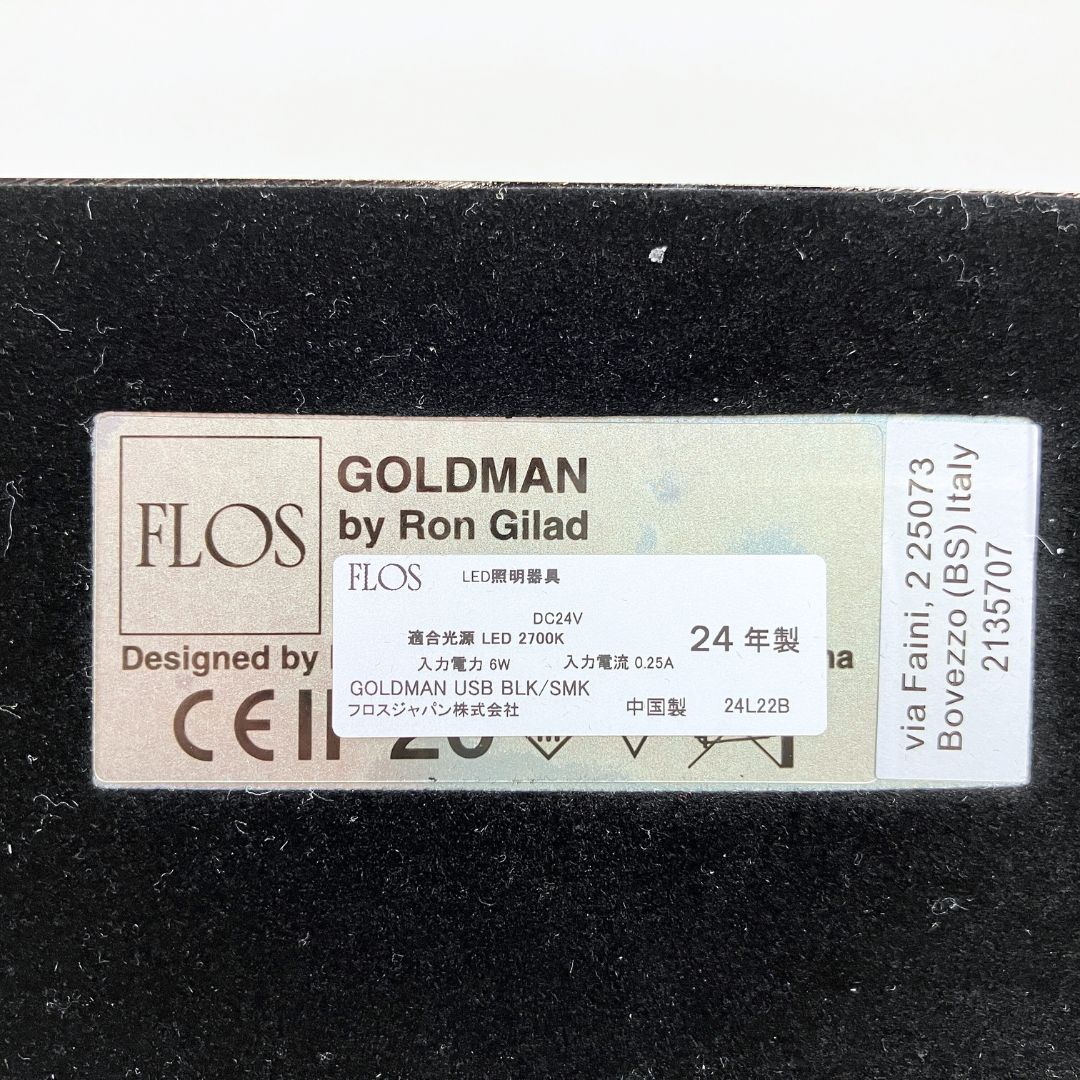 FLOS
GOLDMAN
by Ron Gilad
Designed by
FLOS LED照明器具
DC24V
適合光源 LED 2700K
24年製
入力電力 6W 入力電流 0.25A
GOLDMAN USB BLK/SMK
フロスジャパン株式会社 中国製 24L22B
CE
via Faini, 2 25073
Bovezzo (BS) Italy
2135707